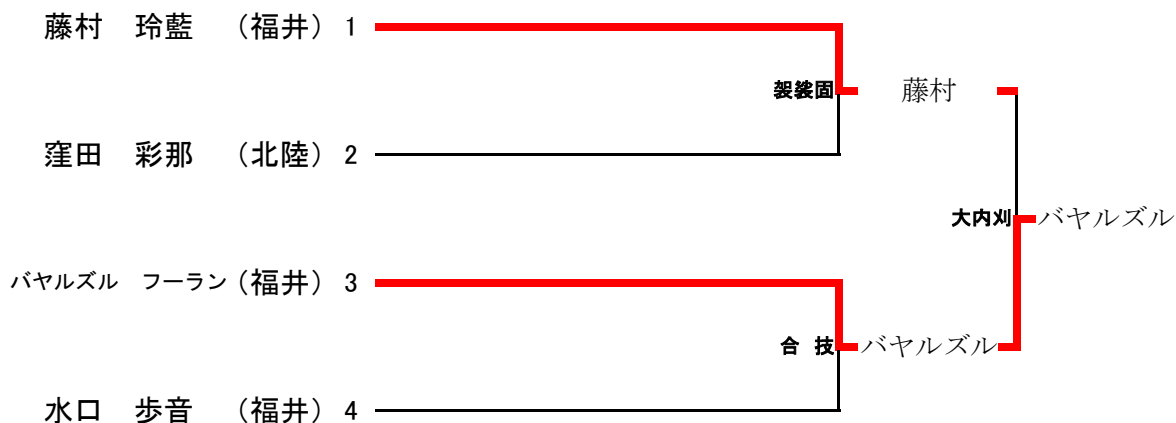 藤村　玲藍　（福井） 1
袈裟固　藤村
窪田　彩那　（北陸） 2
大内刈　バヤルズル
バヤルズル　フーラン（福井） 3
合 技　バヤルズル
水口　歩音　（福井） 4